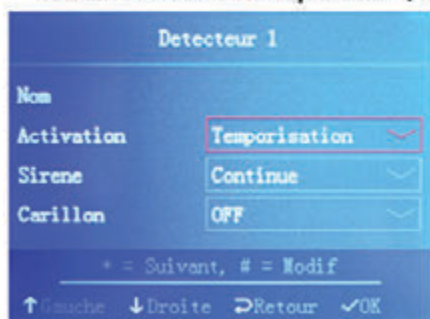 Detecteur 1
Nom
Activation Temporisation
Sirene Continue
Carillon OFF
* = Suivant, # = Modif
↑Gauche ↓Droite ⊃Retour ✓OK